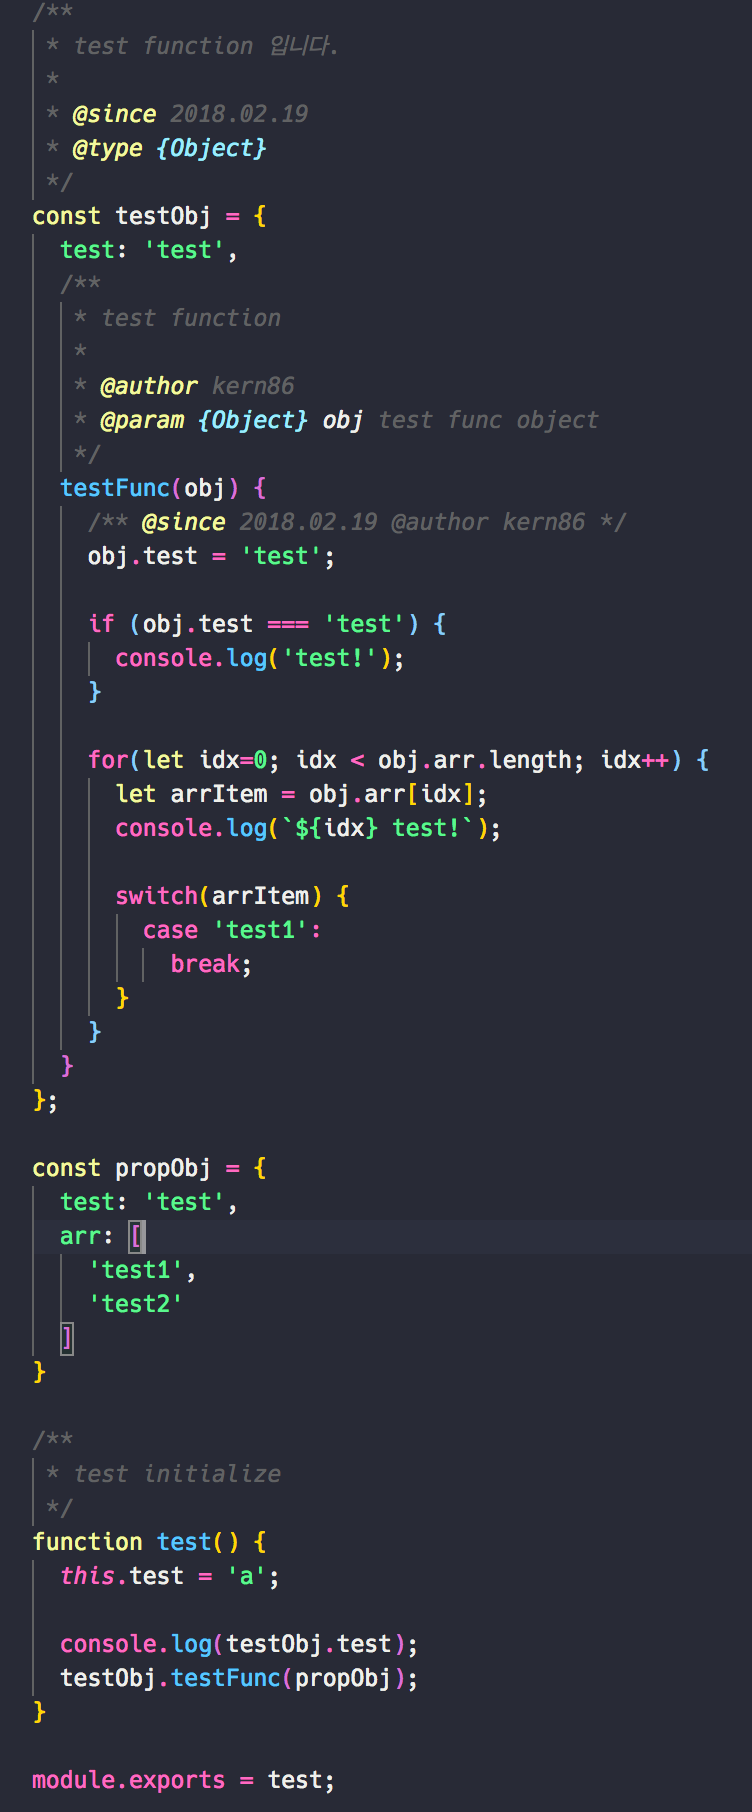 /**
 * test function 입니다.
 *
 * @since 2018.02.19
 * @type {Object}
 */
const testObj = {
  test: 'test',
  /**
   * test function
   *
   * @author kern86
   * @param {Object} obj test func object
   */
  testFunc(obj) {
    /** @since 2018.02.19 @author kern86 */
    obj.test = 'test';

    if (obj.test === 'test') {
      console.log('test!');
    }

    for(let idx=0; idx < obj.arr.length; idx++) {
      let arrItem = obj.arr[idx];
      console.log(`${idx} test!`);

      switch(arrItem) {
        case 'test1':
          break;
      }
    }
  }
};

const propObj = {
  test: 'test',
  arr: [
    'test1',
    'test2'
  ]
}

/**
 * test initialize
 */
function test() {
  this.test = 'a';

  console.log(testObj.test);
  testObj.testFunc(propObj);
}

module.exports = test;